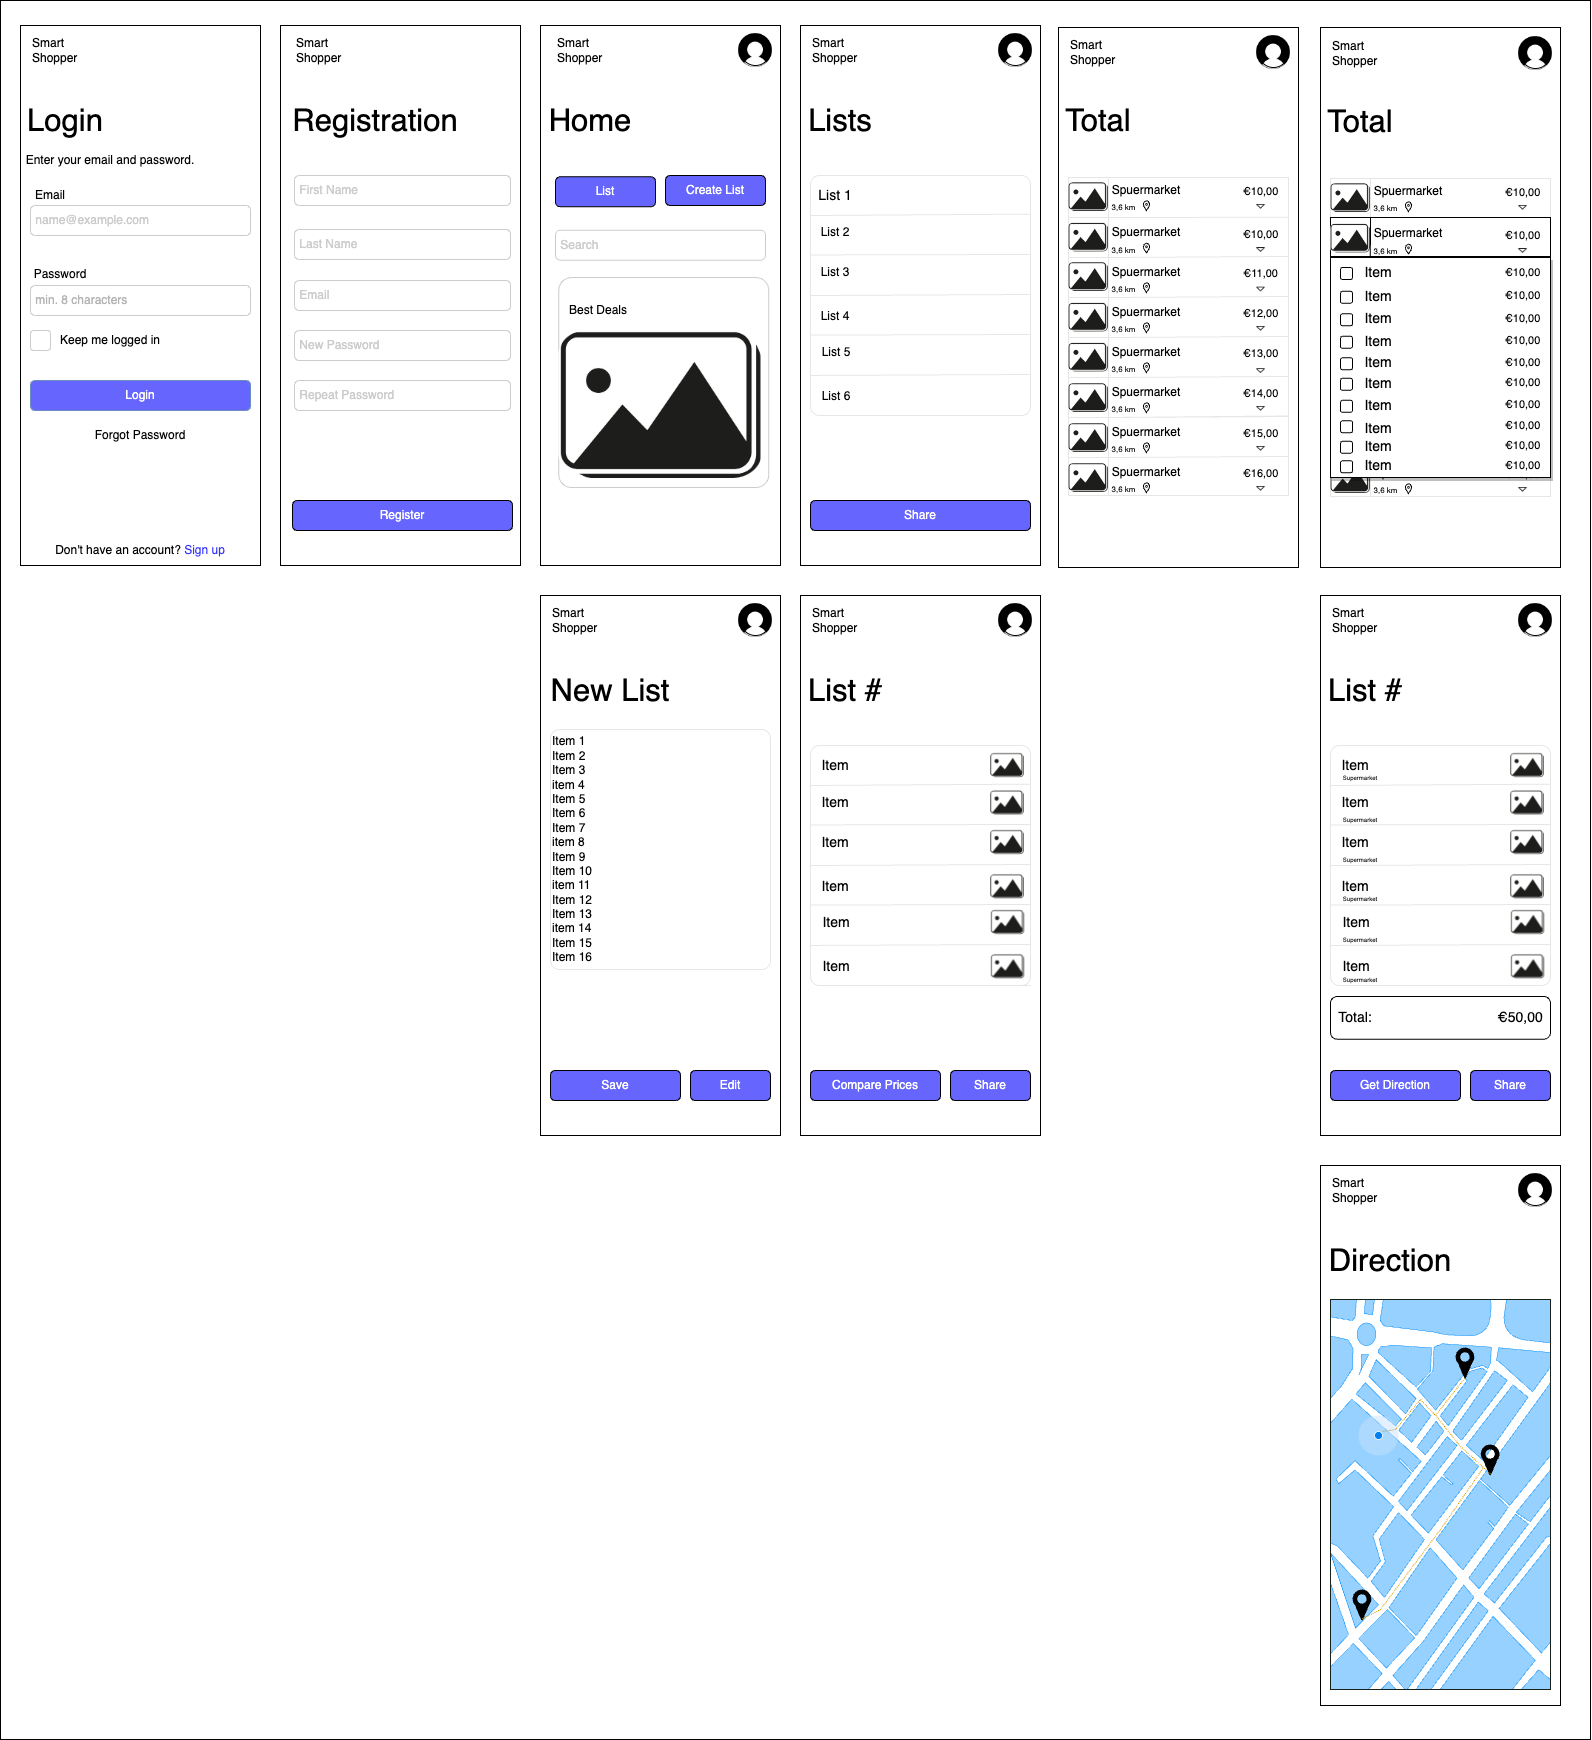 Smart
Shopper
Login
Enter your email and password.
Email
name@example.com
Password
min. 8 characters
Keep me logged in
Login
Forgot Password
Don't have an account? Sign up
Smart
Shopper
Registration
First Name
Last Name
Email
New Password
Repeat Password
Register
Smart
Shopper
Home
List
Create List
Search
Best Deals
Smart
Shopper
Lists
List 1
List 2
List 3
List 4
List 5
List 6
Share
Smart
Shopper
Total
Spuermarket €10,00
3,6 km
Spuermarket €10,00
3,6 km
Spuermarket €11,00
3,6 km
Spuermarket €12,00
3,6 km
Spuermarket €13,00
3,6 km
Spuermarket €14,00
3,6 km
Spuermarket €15,00
3,6 km
Spuermarket €16,00
3,6 km
Smart
Shopper
Total
Spuermarket €10,00
3,6 km
Spuermarket €10,00
3,6 km
Item €10,00
Item €10,00
Item €10,00
Item €10,00
Item €10,00
Item €10,00
Item €10,00
Item €10,00
Item €10,00
Item €10,00
3,6 km
Smart
Shopper
New List
Item 1
Item 2
Item 3
item 4
Item 5
Item 6
Item 7
item 8
Item 9
Item 10
item 11
Item 12
Item 13
item 14
Item 15
Item 16
Save
Edit
Smart
Shopper
List #
Item
Item
Item
Item
Item
Item
Compare Prices
Share
Smart
Shopper
List #
Item
Supermarket
Item
Supermarket
Item
Supermarket
Item
Supermarket
Item
Supermarket
Item
Supermarket
Total: €50,00
Get Direction
Share
Smart
Shopper
Direction